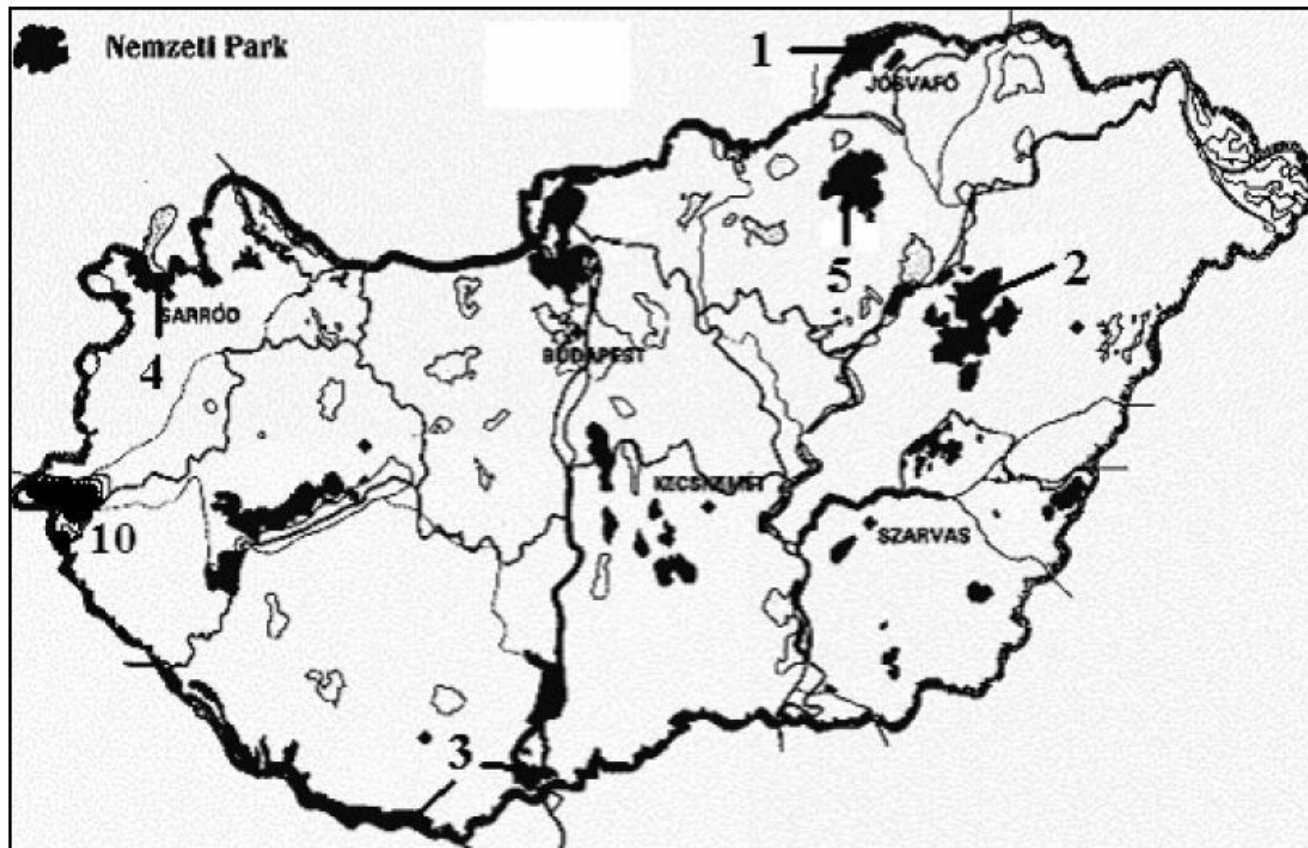 Nemzeti Park
1
JÓSVAFŐ
5
2
SARRÓD
4
BUDAPEST
KECSKEMÉT
10
SZARVAS
3